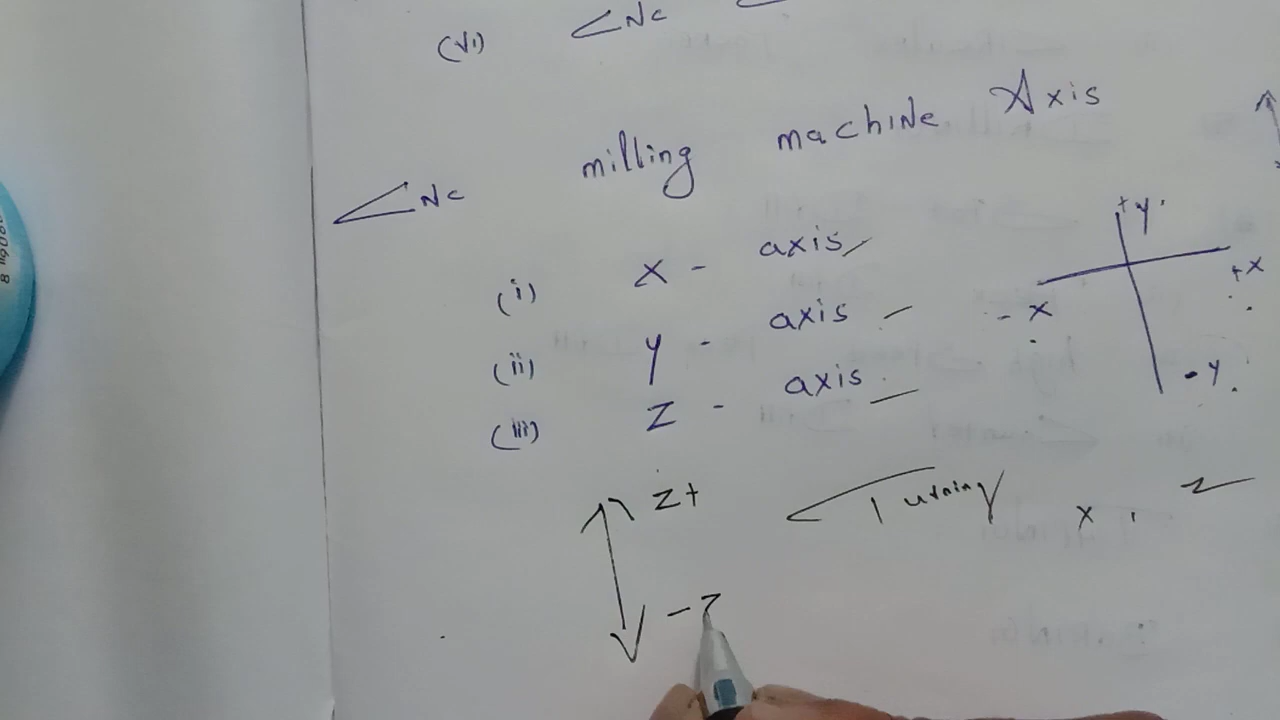 (vi) CNC
CNC milling machine Axis
(i) X - axis
(ii) Y - axis
(iii) Z - axis
+Y
+X
-X
-Y
Z+
Turning X, Z
-Z